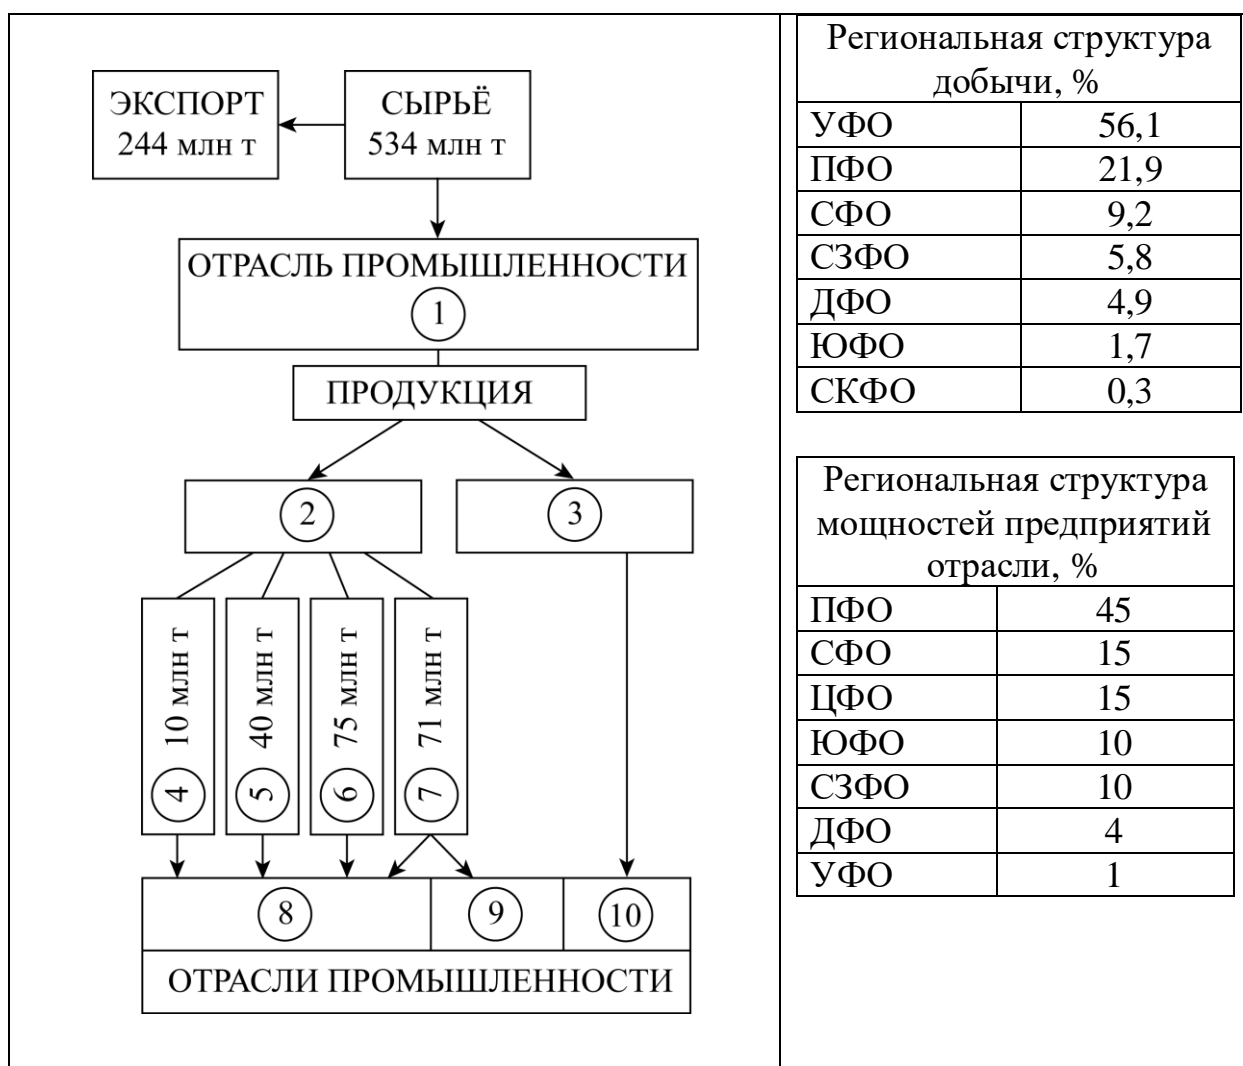 ЭКСПОРТ
244 млн т
СЫРЬЁ
534 млн т
ОТРАСЛЬ ПРОМЫШЛЕННОСТИ
1
ПРОДУКЦИЯ
2
3
4 10 млн т
5 40 млн т
6 75 млн т
7 71 млн т
8
9
10
ОТРАСЛИ ПРОМЫШЛЕННОСТИ
Региональная структура
добычи, %
УФО 56,1
ПФО 21,9
СФО 9,2
СЗФО 5,8
ДФО 4,9
ЮФО 1,7
СКФО 0,3
Региональная структура
мощностей предприятий
отрасли, %
ПФО 45
СФО 15
ЦФО 15
ЮФО 10
СЗФО 10
ДФО 4
УФО 1